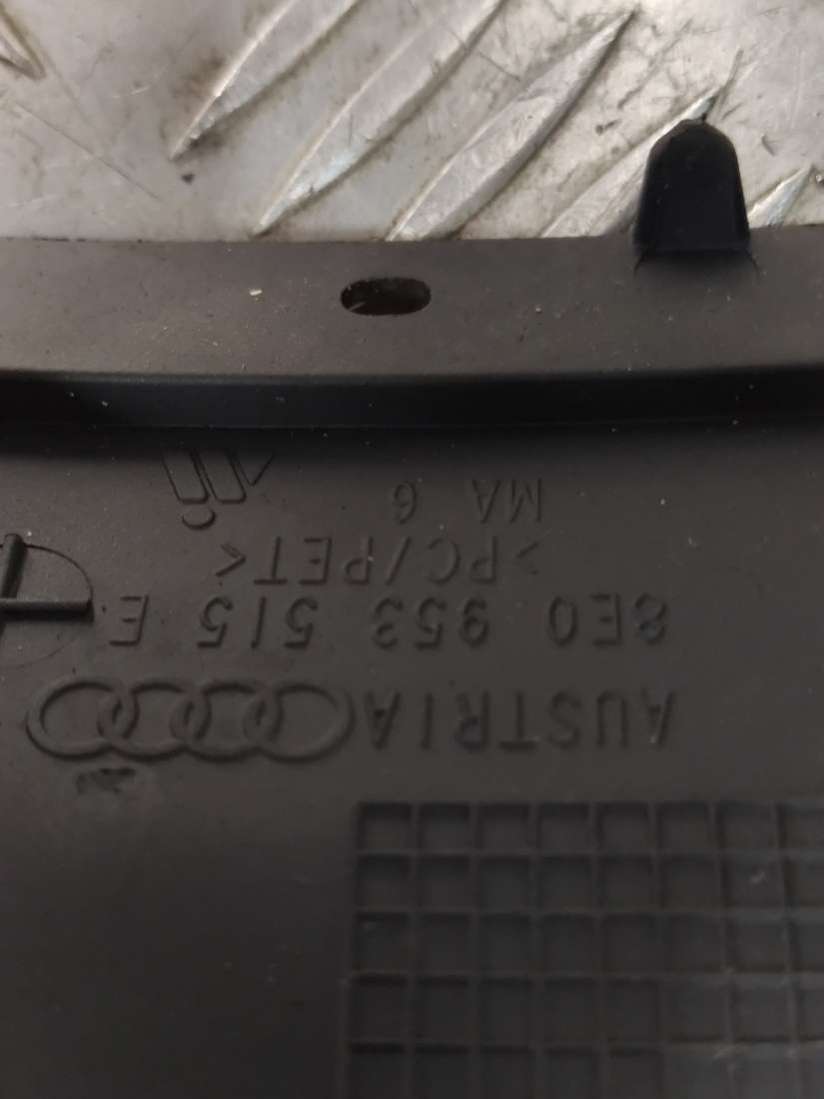 AUSTRIA
8E0 953 515 E
>PC/PET<
MA 6